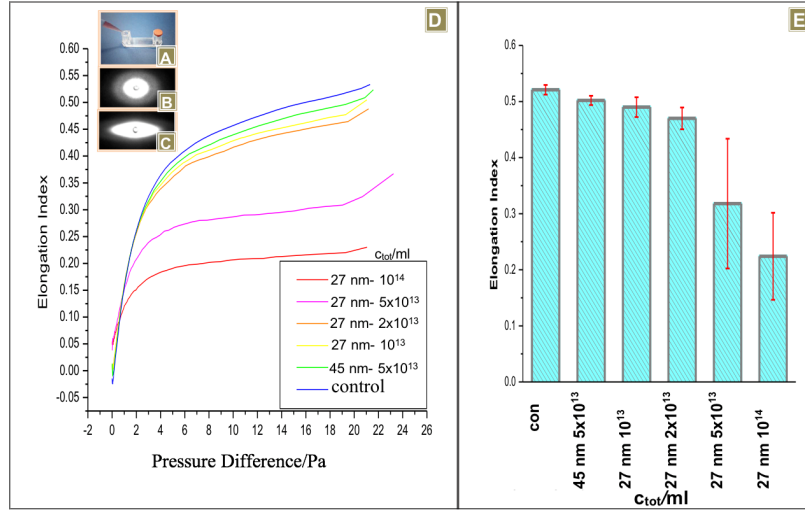 D
E
A
B
C
0.60
0.55
0.50
0.45
0.40
0.35
0.30
0.25
0.20
0.15
0.10
0.05
0.00
-0.05
Elongation Index
-2 0 2 4 6 8 10 12 14 16 18 20 22 24 26
Pressure Difference/Pa
c_tot/ml
27 nm- 10¹⁴
27 nm- 5x10¹³
27 nm- 2x10¹³
27 nm- 10¹³
45 nm- 5x10¹³
control
0.6
0.5
0.4
0.3
0.2
0.1
0.0
Elongation Index
con
45 nm 5x10¹³
27 nm 10¹³
27 nm 2x10¹³
27 nm 5x10¹³
27 nm 10¹⁴
c_tot/ml